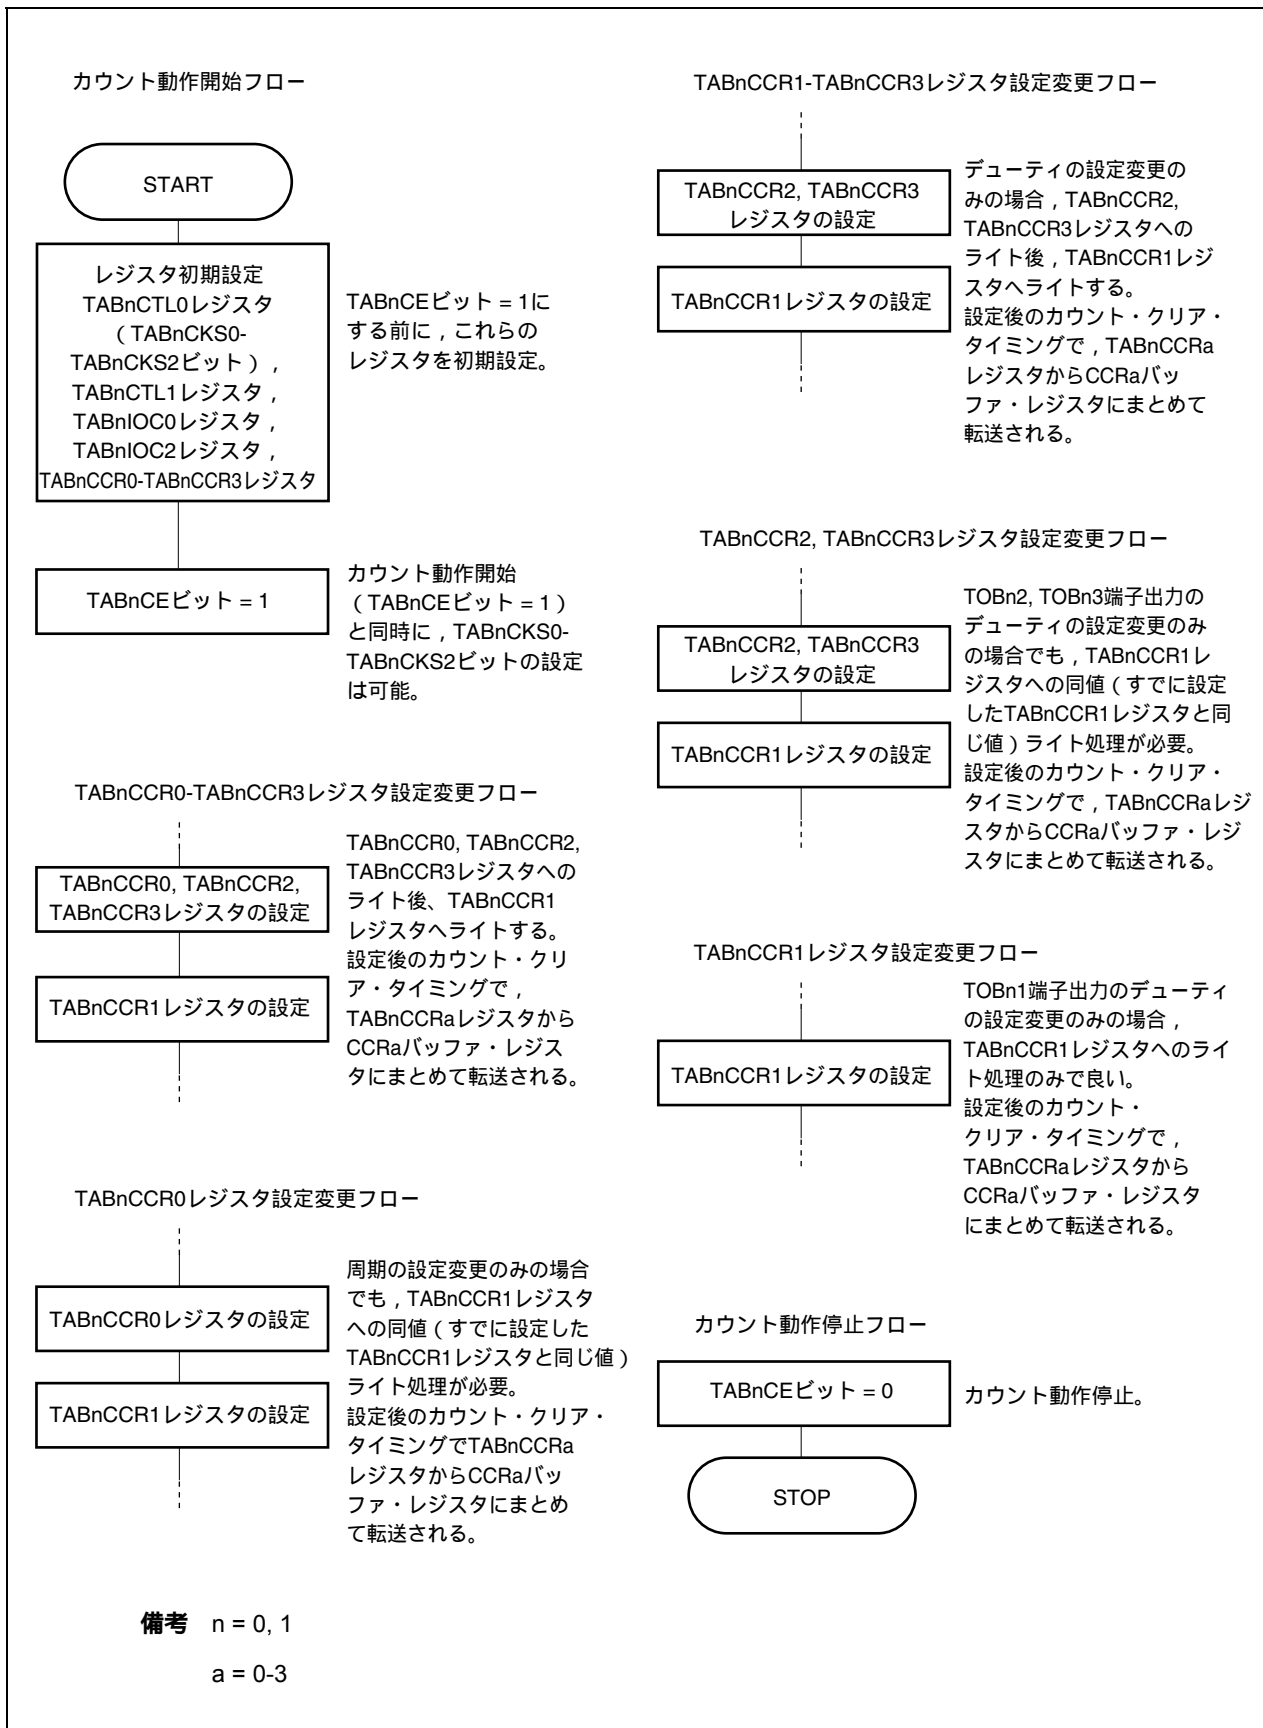 カウント動作開始フロー
START
レジスタ初期設定
TABnCTL0レジスタ
（TABnCKS0-
TABnCKS2ビット），
TABnCTL1レジスタ，
TABnIOC0レジスタ，
TABnIOC2レジスタ，
TABnCCR0-TABnCCR3レジスタ
TABnCEビット = 1に
する前に，これらの
レジスタを初期設定。
TABnCEビット = 1
カウント動作開始
（TABnCEビット = 1）
と同時に，TABnCKS0-
TABnCKS2ビットの設定
は可能。
TABnCCR0-TABnCCR3レジスタ設定変更フロー
TABnCCR0, TABnCCR2,
TABnCCR3レジスタの設定
TABnCCR1レジスタの設定
TABnCCR0, TABnCCR2,
TABnCCR3レジスタへの
ライト後、TABnCCR1
レジスタへライトする。
設定後のカウント・クリ
ア・タイミングで，
TABnCCRaレジスタから
CCRaバッファ・レジス
タにまとめて転送される。
TABnCCR0レジスタ設定変更フロー
TABnCCR0レジスタの設定
TABnCCR1レジスタの設定
周期の設定変更のみの場合
でも，TABnCCR1レジスタ
への同値（すでに設定した
TABnCCR1レジスタと同じ値）
ライト処理が必要。
設定後のカウント・クリア・
タイミングでTABnCCRa
レジスタからCCRaバッ
ファ・レジスタにまとめ
て転送される。
TABnCCR1-TABnCCR3レジスタ設定変更フロー
TABnCCR2, TABnCCR3
レジスタの設定
TABnCCR1レジスタの設定
デューティの設定変更の
みの場合，TABnCCR2,
TABnCCR3レジスタへの
ライト後，TABnCCR1レジ
スタへライトする。
設定後のカウント・クリア・
タイミングで，TABnCCRa
レジスタからCCRaバッ
ファ・レジスタにまとめて
転送される。
TABnCCR2, TABnCCR3レジスタ設定変更フロー
TABnCCR2, TABnCCR3
レジスタの設定
TABnCCR1レジスタの設定
TOBn2, TOBn3端子出力の
デューティの設定変更のみ
の場合でも，TABnCCR1レ
ジスタへの同値（すでに設定
したTABnCCR1レジスタと同
じ値）ライト処理が必要。
設定後のカウント・クリア・
タイミングで，TABnCCRaレジ
スタからCCRaバッファ・レジ
スタにまとめて転送される。
TABnCCR1レジスタ設定変更フロー
TABnCCR1レジスタの設定
TOBn1端子出力のデューティ
の設定変更のみの場合，
TABnCCR1レジスタへのライ
ト処理のみで良い。
設定後のカウント・
クリア・タイミングで，
TABnCCRaレジスタから
CCRaバッファ・レジスタ
にまとめて転送される。
カウント動作停止フロー
TABnCEビット = 0
カウント動作停止。
STOP
備考 n = 0, 1
a = 0-3